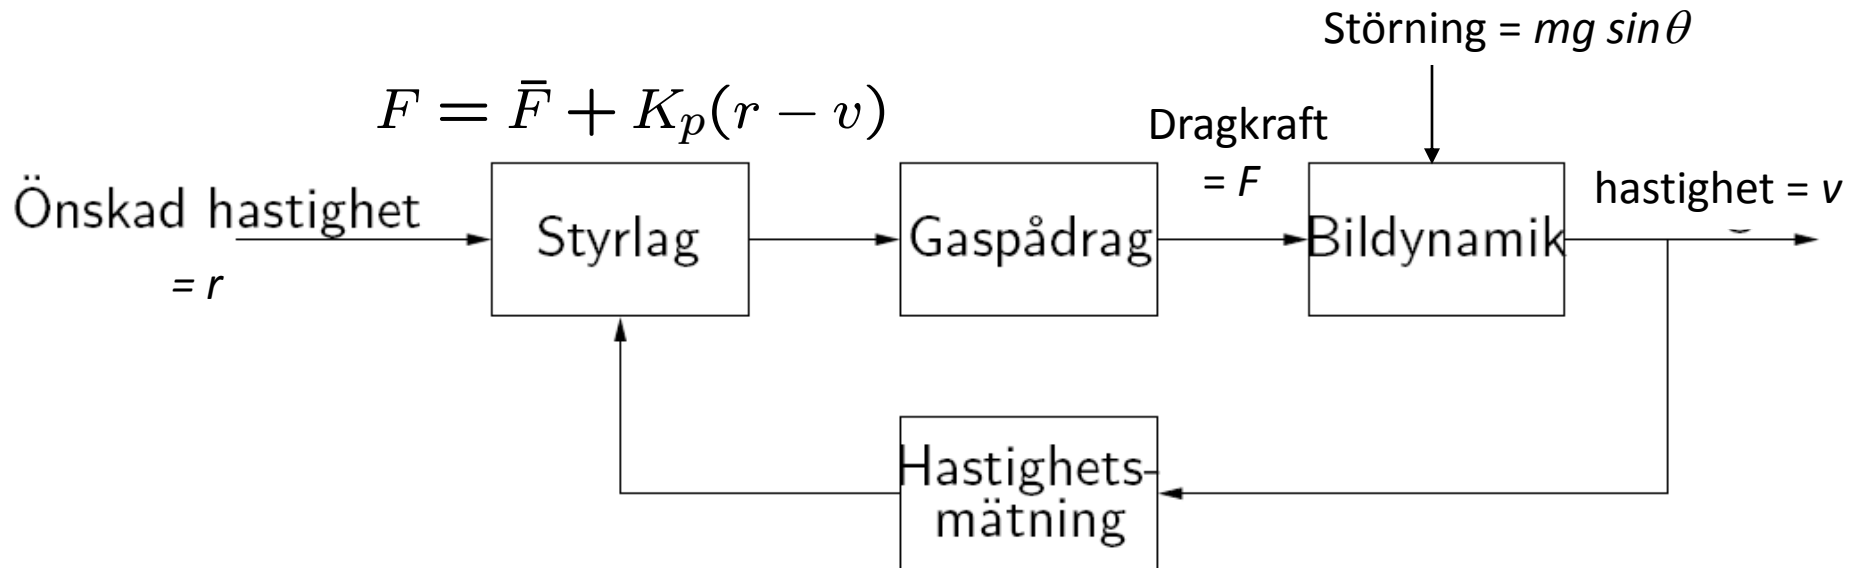 Störning = mg sinθ
F = F̄ + Kₚ(r − v)
Dragkraft
= F
Önskad hastighet
= r
Styrlag
Gaspådrag
Bildynamik
hastighet = v
Hastighets-
mätning